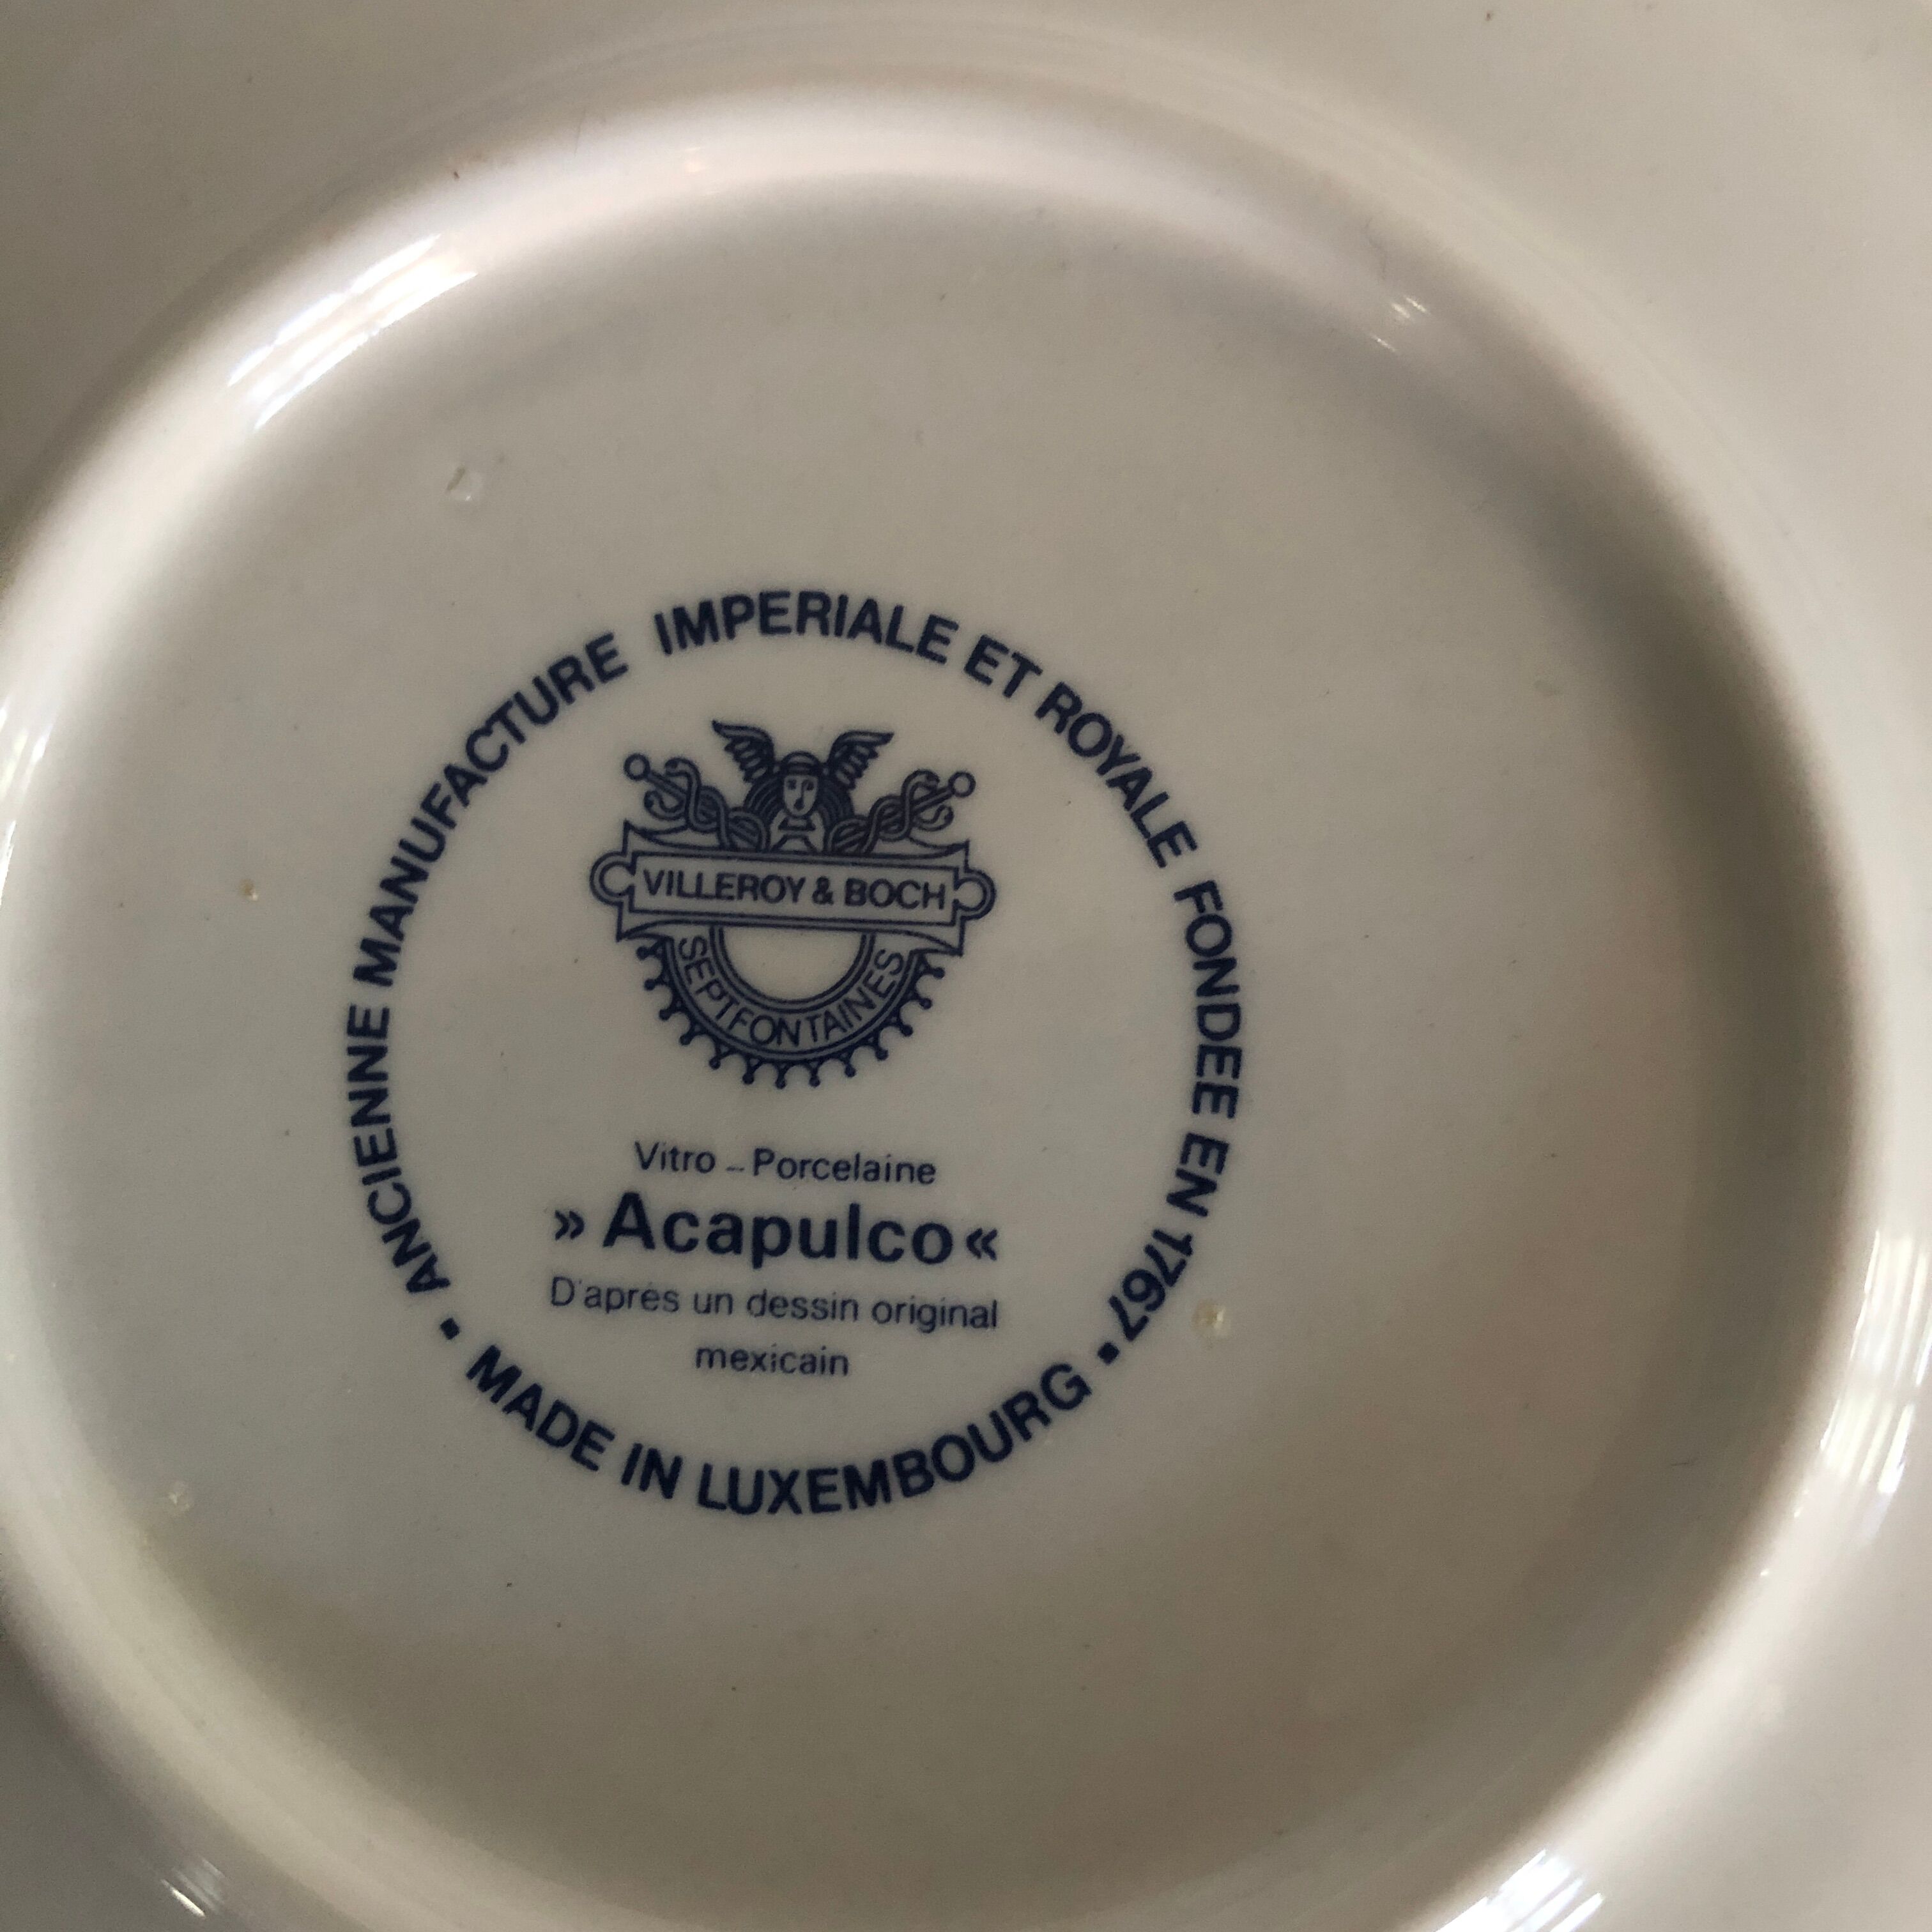 ANCIENNE MANUFACTURE IMPERIALE ET ROYALE FONDEE EN 1767 •
VILLEROY & BOCH
SEPTFONTAINES
Vitro - Porcelaine
» Acapulco «
D'après un dessin original
mexicain
MADE IN LUXEMBOURG •